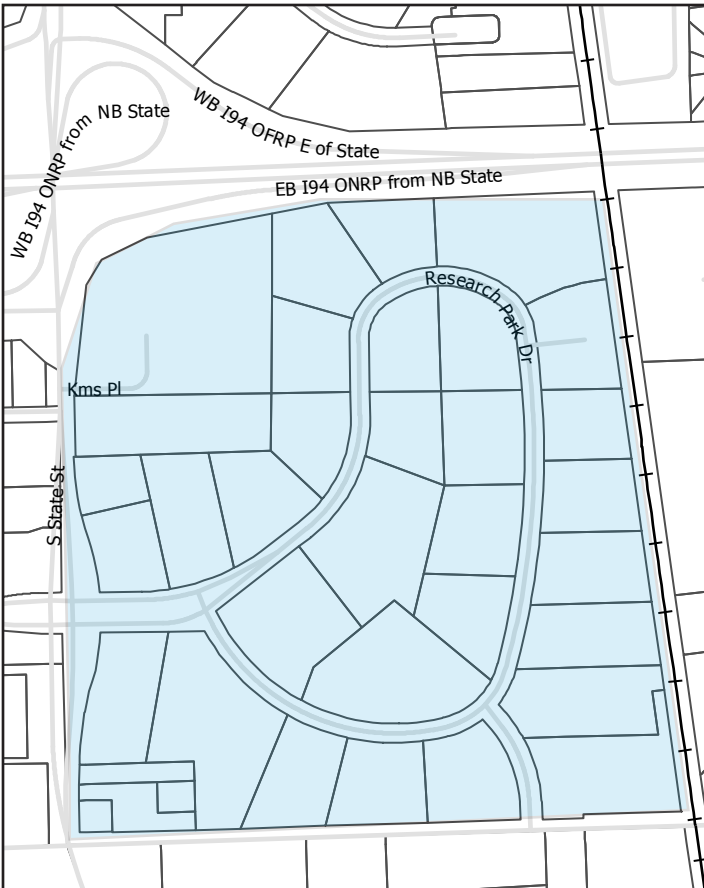 WB I94 ONRP from NB State
WB I94 OFRP E of State
EB I94 ONRP from NB State
Research Park Dr
Kms Pl
S State St